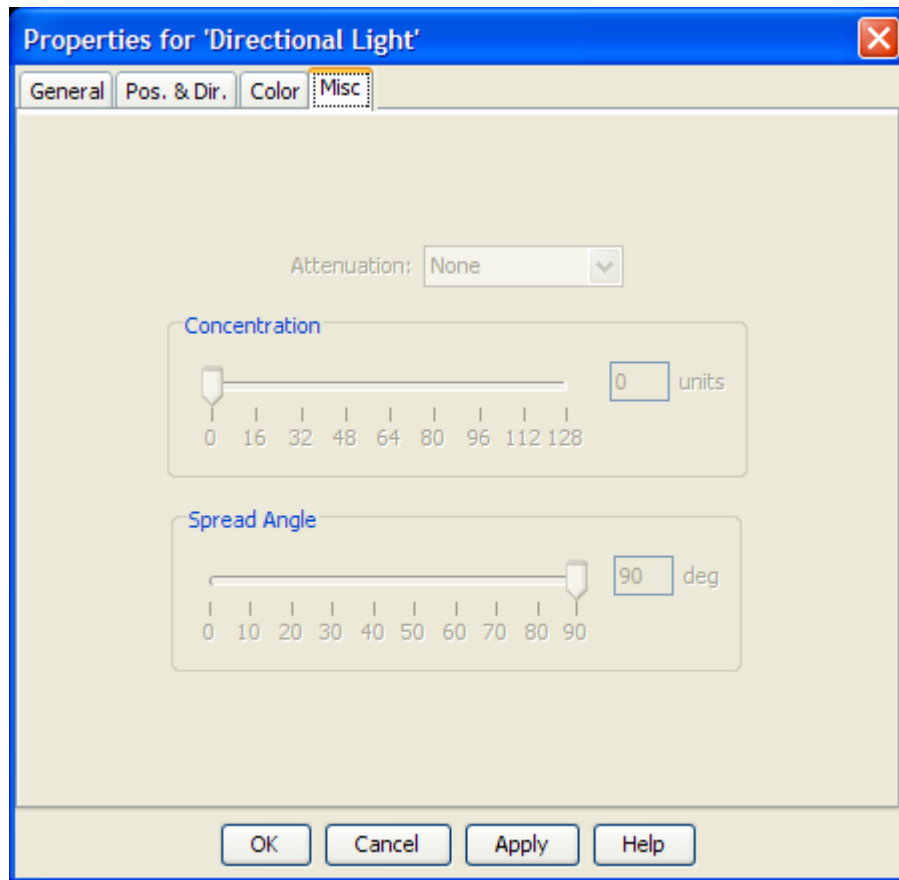 Properties for 'Directional Light'
General Pos. & Dir. Color Misc
Attenuation: None
Concentration
0 units
0 16 32 48 64 80 96 112 128
Spread Angle
90 deg
0 10 20 30 40 50 60 70 80 90
OK Cancel Apply Help